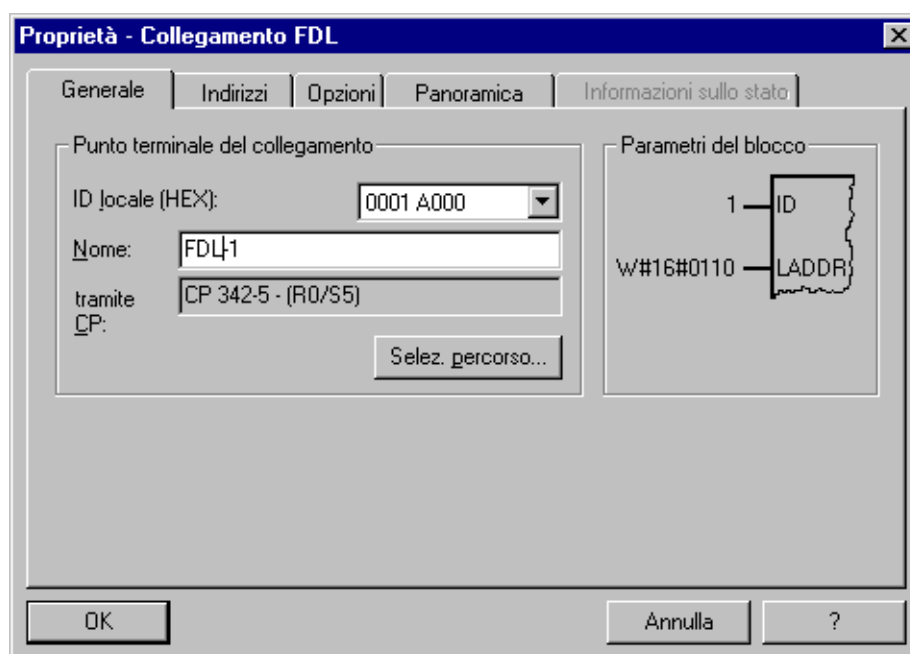 Proprietà - Collegamento FDL
Generale Indirizzi Opzioni Panoramica Informazioni sullo stato
Punto terminale del collegamento
ID locale (HEX): 0001 A000
Nome: FDL-1
tramite CP: CP 342-5 - (R0/S5)
Selez. percorso...
Parametri del blocco
1 ID
W#16#0110 LADDR
OK Annulla ?